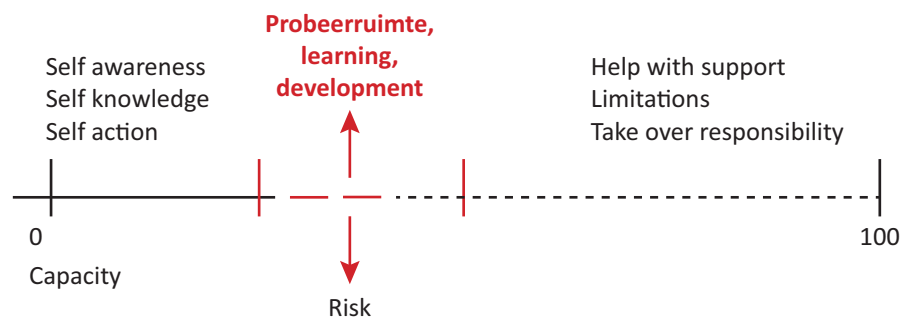 Probeerruimte,
learning,
development
Self awareness
Self knowledge
Self action
Help with support
Limitations
Take over responsibility
0
100
Capacity
Risk